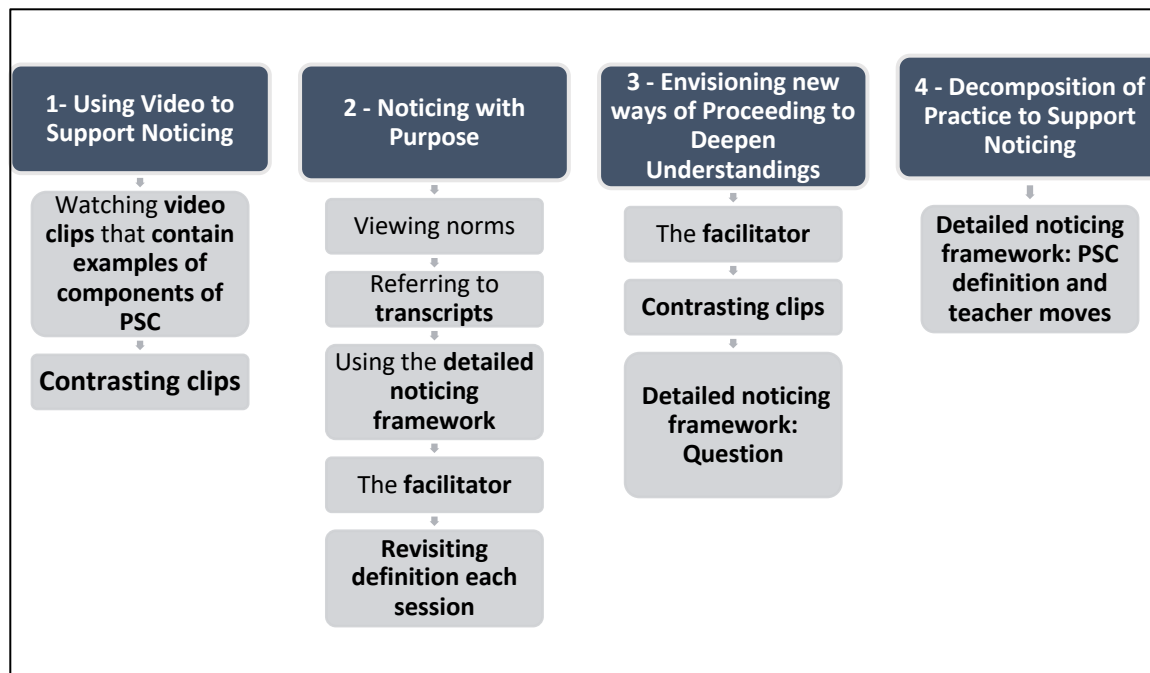 1- Using Video to
Support Noticing
Watching video
clips that contain
examples of
components of
PSC
Contrasting clips
2 - Noticing with
Purpose
Viewing norms
Referring to
transcripts
Using the detailed
noticing
framework
The facilitator
Revisiting
definition each
session
3 - Envisioning new
ways of Proceeding to
Deepen
Understandings
The facilitator
Contrasting clips
Detailed noticing
framework:
Question
4 - Decomposition of
Practice to Support
Noticing
Detailed noticing
framework: PSC
definition and
teacher moves